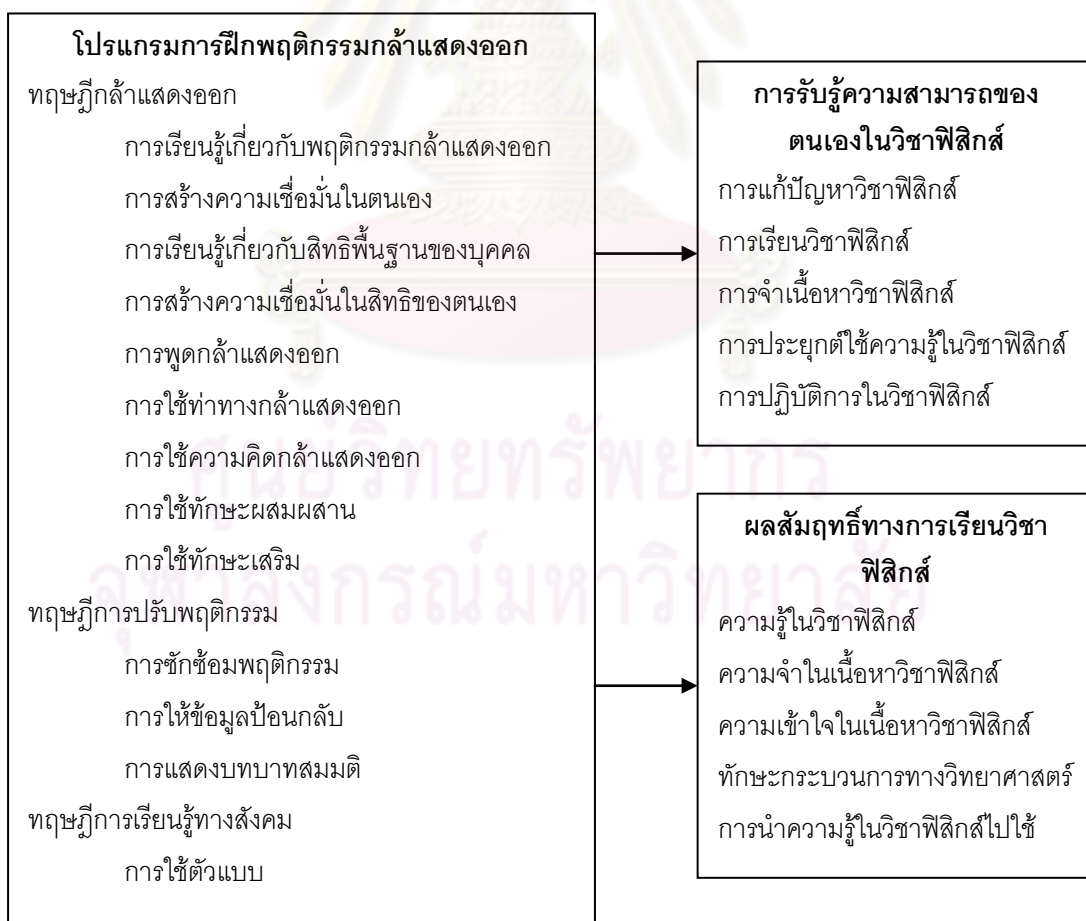 โปรแกรมการฝึกพฤติกรรมกล้าแสดงออก
ทฤษฎีกล้าแสดงออก
การเรียนรู้เกี่ยวกับพฤติกรรมกล้าแสดงออก
การสร้างความเชื่อมั่นในตนเอง
การเรียนรู้เกี่ยวกับสิทธิพื้นฐานของบุคคล
การสร้างความเชื่อมั่นในสิทธิของตนเอง
การพูดกล้าแสดงออก
การใช้ท่าทางกล้าแสดงออก
การใช้ความคิดกล้าแสดงออก
การใช้ทักษะผสมผสาน
การใช้ทักษะเสริม
ทฤษฎีการปรับพฤติกรรม
การซักซ้อมพฤติกรรม
การให้ข้อมูลป้อนกลับ
การแสดงบทบาทสมมติ
ทฤษฎีการเรียนรู้ทางสังคม
การใช้ตัวแบบ
การรับรู้ความสามารถของ
ตนเองในวิชาฟิสิกส์
การแก้ปัญหาวิชาฟิสิกส์
การเรียนวิชาฟิสิกส์
การจำเนื้อหาวิชาฟิสิกส์
การประยุกต์ใช้ความรู้ในวิชาฟิสิกส์
การปฏิบัติการในวิชาฟิสิกส์
ผลสัมฤทธิ์ทางการเรียนวิชา
ฟิสิกส์
ความรู้ในวิชาฟิสิกส์
ความจำในเนื้อหาวิชาฟิสิกส์
ความเข้าใจในเนื้อหาวิชาฟิสิกส์
ทักษะกระบวนการทางวิทยาศาสตร์
การนำความรู้ในวิชาฟิสิกส์ไปใช้
ศูนย์วิทยทรัพยากร
จุฬาลงกรณ์มหาวิทยาลัย